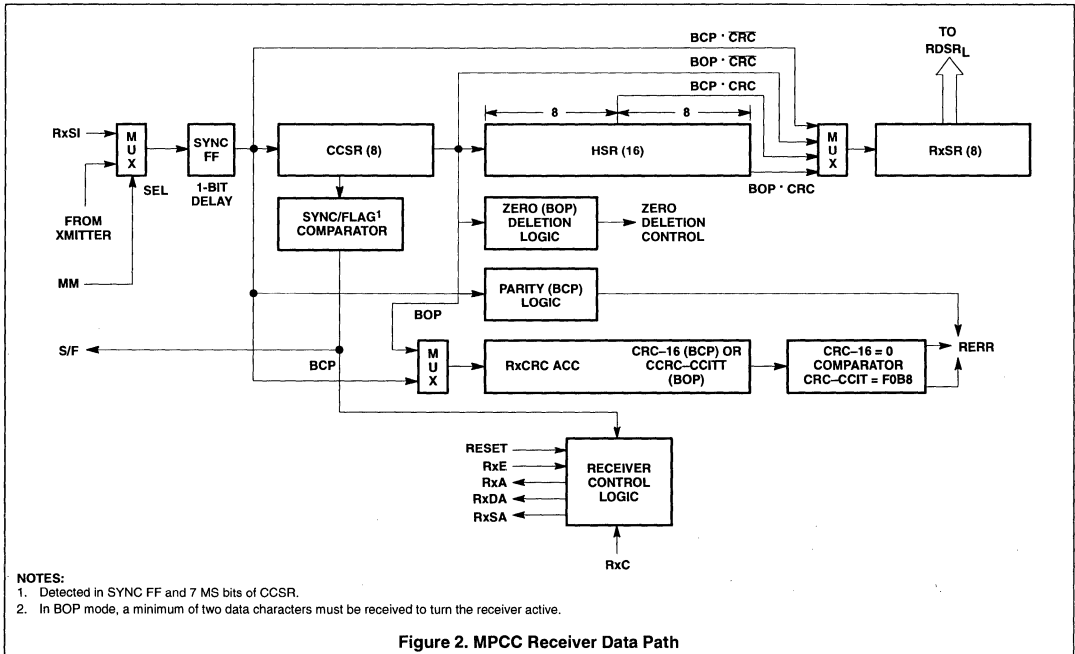 TO
RDSRL
BCP · CRC
BOP · CRC
BCP · CRC
8
8
RxSI
MUX
SYNC
FF
CCSR (8)
HSR (16)
MUX
RxSR (8)
SEL
1-BIT
DELAY
BOP · CRC
FROM
XMITTER
SYNC/FLAG1
COMPARATOR
ZERO (BOP)
DELETION
LOGIC
ZERO
DELETION
CONTROL
MM
PARITY (BCP)
LOGIC
BOP
S/F
BCP
MUX
RxCRC ACC
CRC–16 (BCP) OR
CCRC–CCITT
(BOP)
CRC–16 = 0
COMPARATOR
CRC–CCIT = F0B8
RERR
RESET
RxE
RxA
RxDA
RxSA
RECEIVER
CONTROL
LOGIC
RxC
NOTES:
1. Detected in SYNC FF and 7 MS bits of CCSR.
2. In BOP mode, a minimum of two data characters must be received to turn the receiver active.
Figure 2. MPCC Receiver Data Path